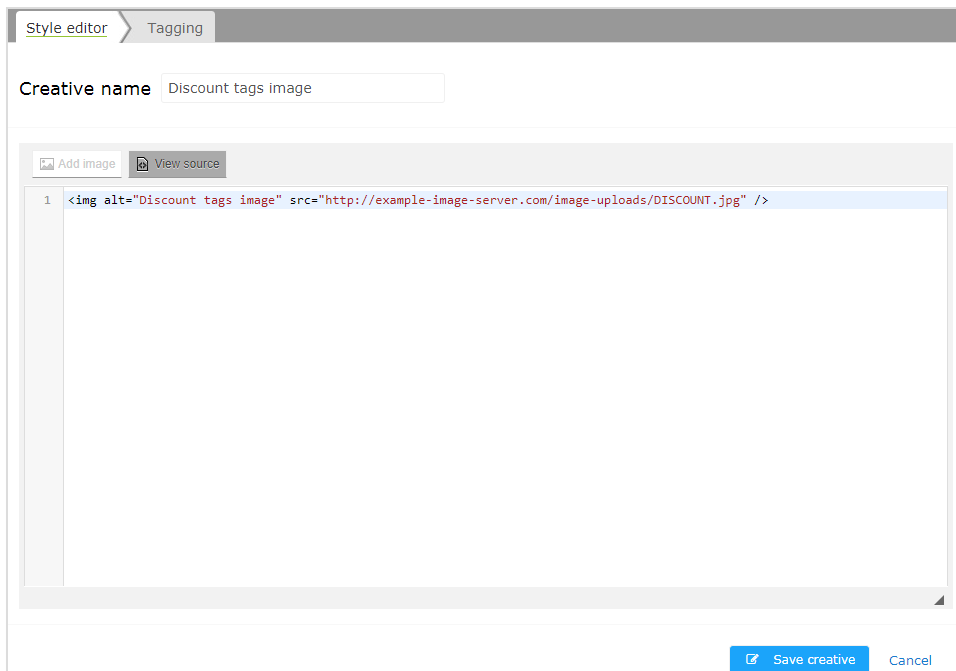 Style editor Tagging
Creative name Discount tags image
Add image View source
1 <img alt="Discount tags image" src="http://example-image-server.com/image-uploads/DISCOUNT.jpg" />
Save creative Cancel